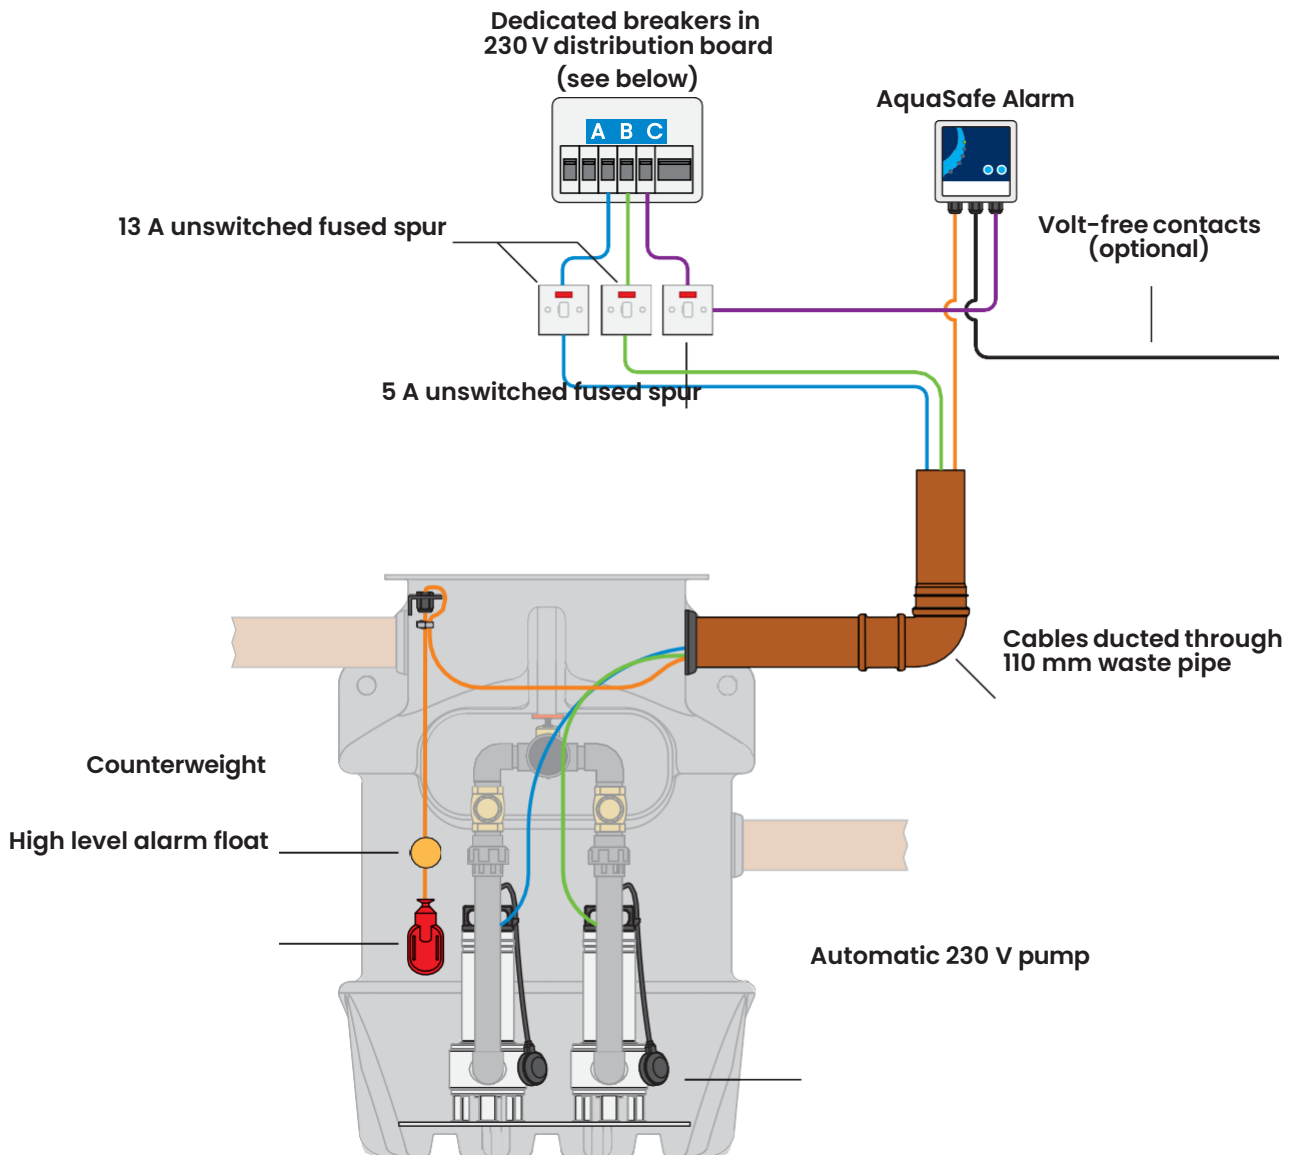 Dedicated breakers in
230 V distribution board
(see below)
A B C
AquaSafe Alarm
13 A unswitched fused spur
Volt-free contacts
(optional)
5 A unswitched fused spur
Cables ducted through
110 mm waste pipe
Counterweight
High level alarm float
Automatic 230 V pump